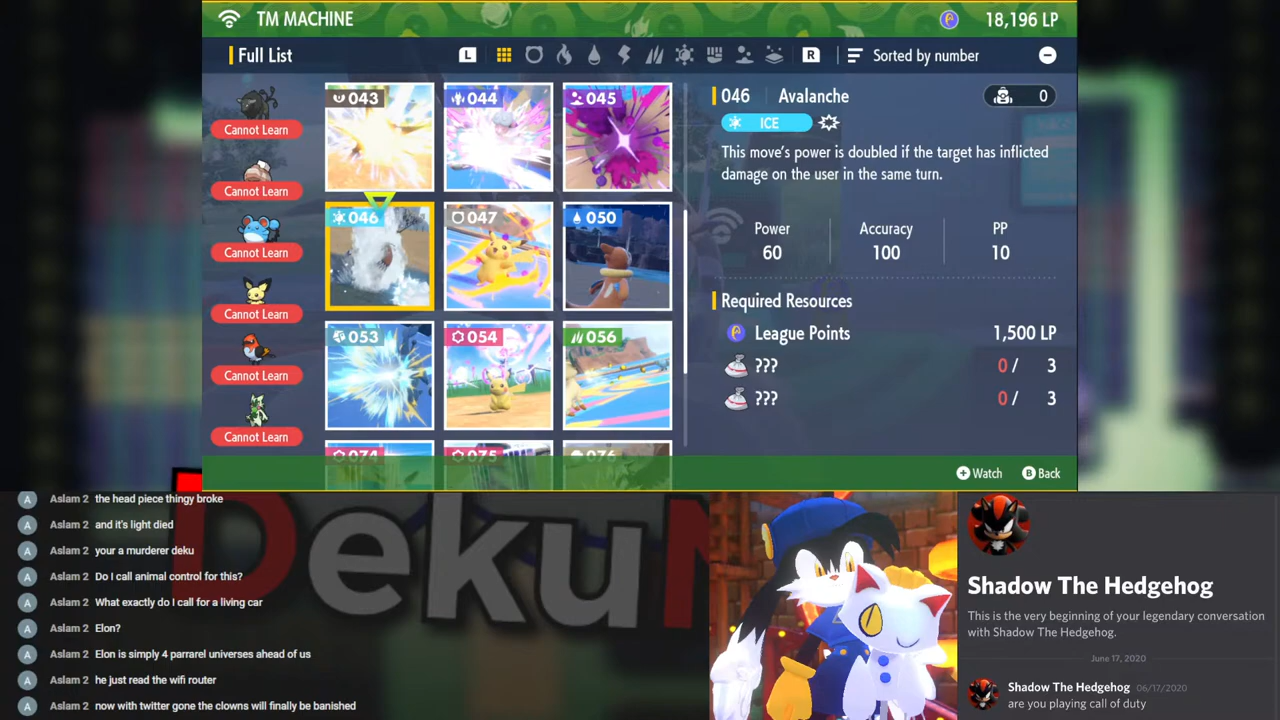 TM MACHINE
18,196 LP
Full List
L
R
Sorted by number
Cannot Learn
Cannot Learn
Cannot Learn
Cannot Learn
Cannot Learn
Cannot Learn
043
044
045
046
047
050
053
054
056
074
075
076
046 Avalanche
0
ICE
This move's power is doubled if the target has inflicted
damage on the user in the same turn.
Power
60
Accuracy
100
PP
10
Required Resources
League Points 1,500 LP
??? 0 / 3
??? 0 / 3
Watch
B Back
A Aslam 2 the head piece thingy broke
A Aslam 2 and it's light died
A Aslam 2 your a murderer deku
A Aslam 2 Do I call animal control for this?
A Aslam 2 What exactly do I call for a living car
A Aslam 2 Elon?
A Aslam 2 Elon is simply 4 parrarel universes ahead of us
A Aslam 2 he just read the wifi router
A Aslam 2 now with twitter gone the clowns will finally be banished
DekuN
Shadow The Hedgehog
This is the very beginning of your legendary conversation
with Shadow The Hedgehog.
June 17, 2020
Shadow The Hedgehog 06/17/2020
are you playing call of duty